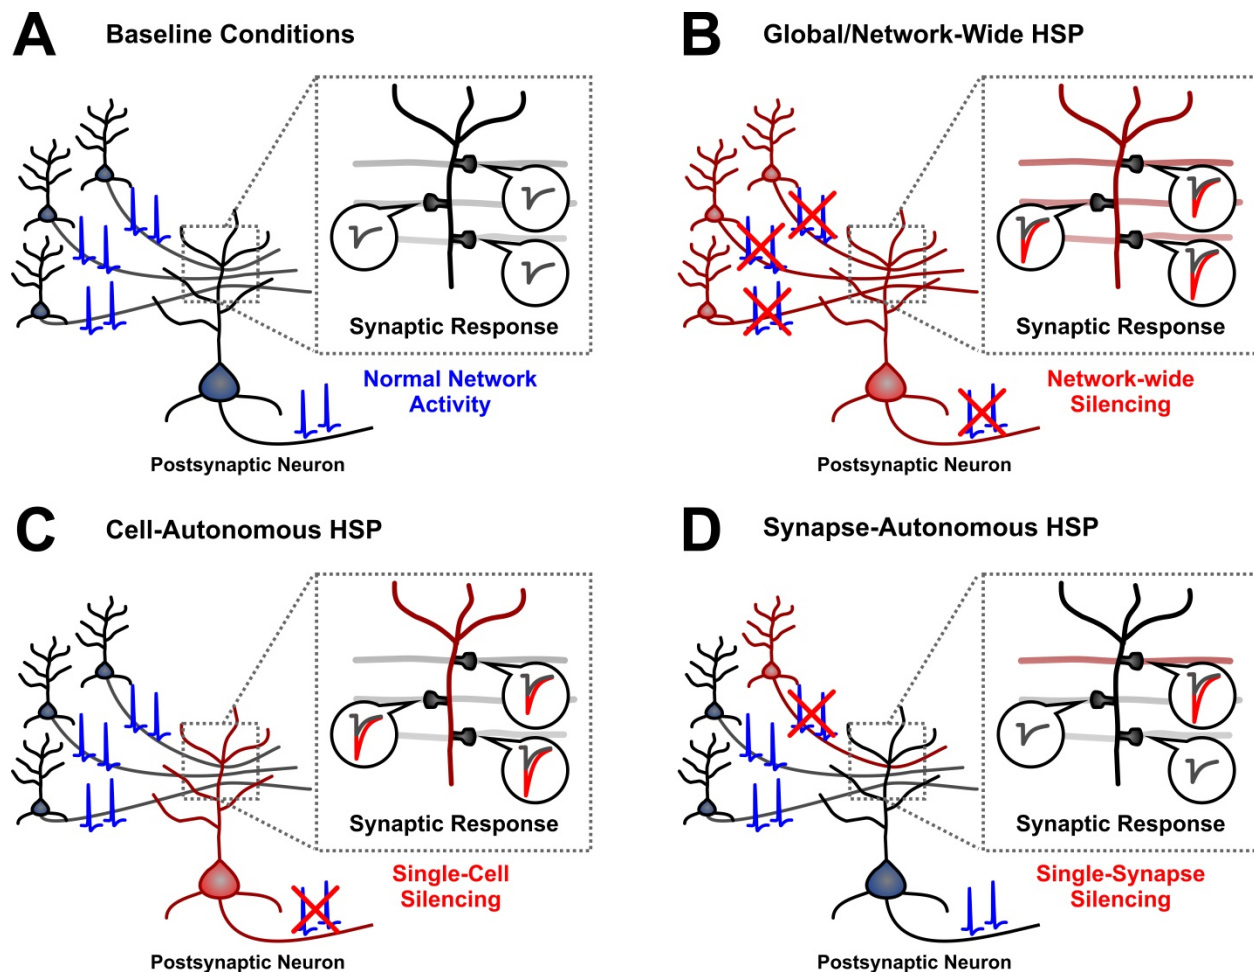 A
Baseline Conditions
Synaptic Response
Normal Network
Activity
Postsynaptic Neuron
B
Global/Network-Wide HSP
Synaptic Response
Network-wide
Silencing
Postsynaptic Neuron
C
Cell-Autonomous HSP
Synaptic Response
Single-Cell
Silencing
Postsynaptic Neuron
D
Synapse-Autonomous HSP
Synaptic Response
Single-Synapse
Silencing
Postsynaptic Neuron